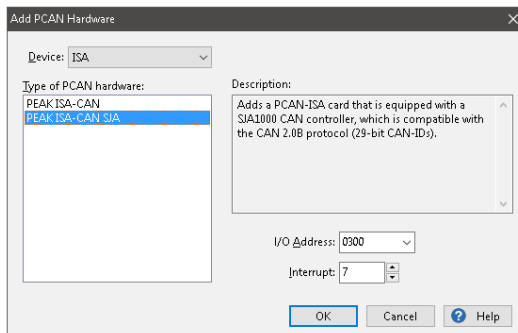 Add PCAN Hardware
Device: ISA
Type of PCAN hardware:
PEAK ISA-CAN
PEAK ISA-CAN SJA
Description:
Adds a PCAN-ISA card that is equipped with a
SJA1000 CAN controller, which is compatible with
the CAN 2.0B protocol (29-bit CAN-IDs).
I/O Address: 0300
Interrupt: 7
OK Cancel ? Help